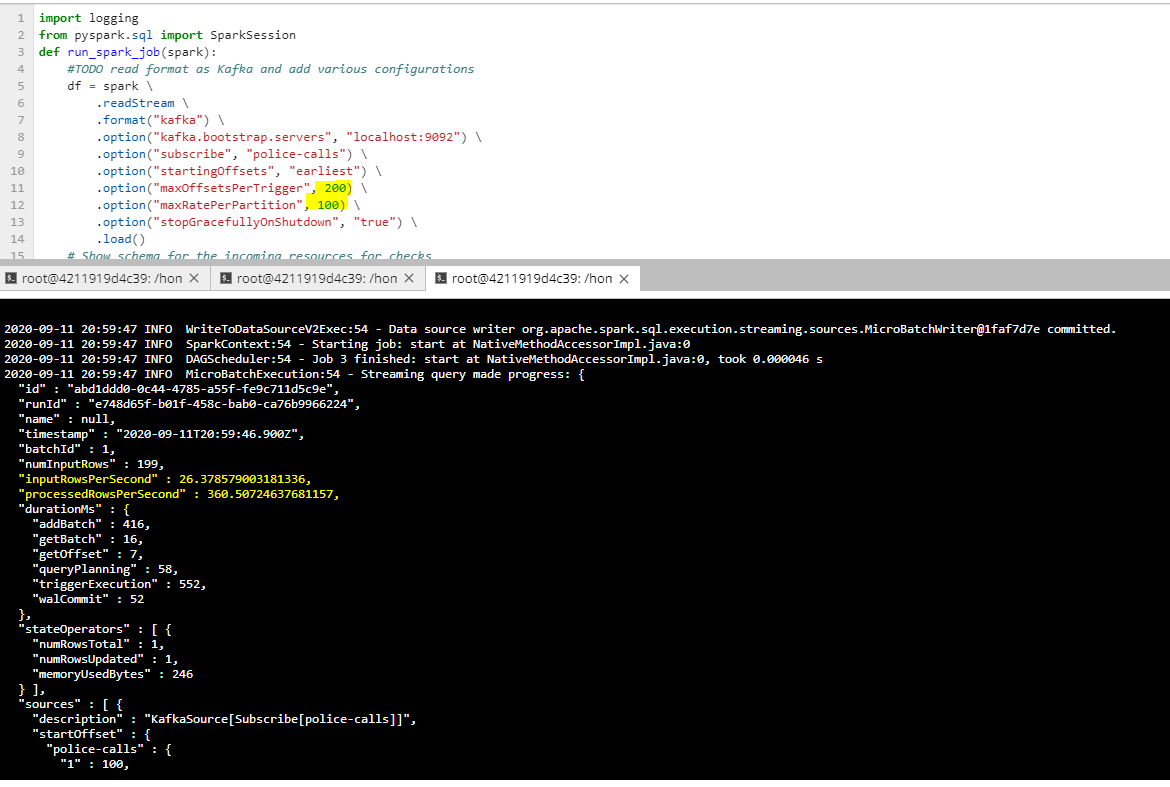 1 import logging
2 from pyspark.sql import SparkSession
3 def run_spark_job(spark):
4     #TODO read format as Kafka and add various configurations
5     df = spark \
6         .readStream \
7         .format("kafka") \
8         .option("kafka.bootstrap.servers", "localhost:9092") \
9         .option("subscribe", "police-calls") \
10         .option("startingOffsets", "earliest") \
11         .option("maxOffsetsPerTrigger", 200) \
12         .option("maxRatePerPartition", 100) \
13         .option("stopGracefullyOnShutdown", "true") \
14         .load()
15     # Show schema for the incoming resources for checks
root@4211919d4c39: /hon × root@4211919d4c39: /hon × root@4211919d4c39: /hon ×
2020-09-11 20:59:47 INFO  WriteToDataSourceV2Exec:54 - Data source writer org.apache.spark.sql.execution.streaming.sources.MicroBatchWriter@1faf7d7e committed.
2020-09-11 20:59:47 INFO  SparkContext:54 - Starting job: start at NativeMethodAccessorImpl.java:0
2020-09-11 20:59:47 INFO  DAGScheduler:54 - Job 3 finished: start at NativeMethodAccessorImpl.java:0, took 0.000046 s
2020-09-11 20:59:47 INFO  MicroBatchExecution:54 - Streaming query made progress: {
  "id" : "abd1ddd0-0c44-4785-a55f-fe9c711d5c9e",
  "runId" : "e748d65f-b01f-458c-bab0-ca76b9966224",
  "name" : null,
  "timestamp" : "2020-09-11T20:59:46.900Z",
  "batchId" : 1,
  "numInputRows" : 199,
  "inputRowsPerSecond" : 26.378579003181336,
  "processedRowsPerSecond" : 360.50724637681157,
  "durationMs" : {
    "addBatch" : 416,
    "getBatch" : 16,
    "getOffset" : 7,
    "queryPlanning" : 58,
    "triggerExecution" : 552,
    "walCommit" : 52
  },
  "stateOperators" : [ {
    "numRowsTotal" : 1,
    "numRowsUpdated" : 1,
    "memoryUsedBytes" : 246
  } ],
  "sources" : [ {
    "description" : "KafkaSource[Subscribe[police-calls]]",
    "startOffset" : {
      "police-calls" : {
        "1" : 100,